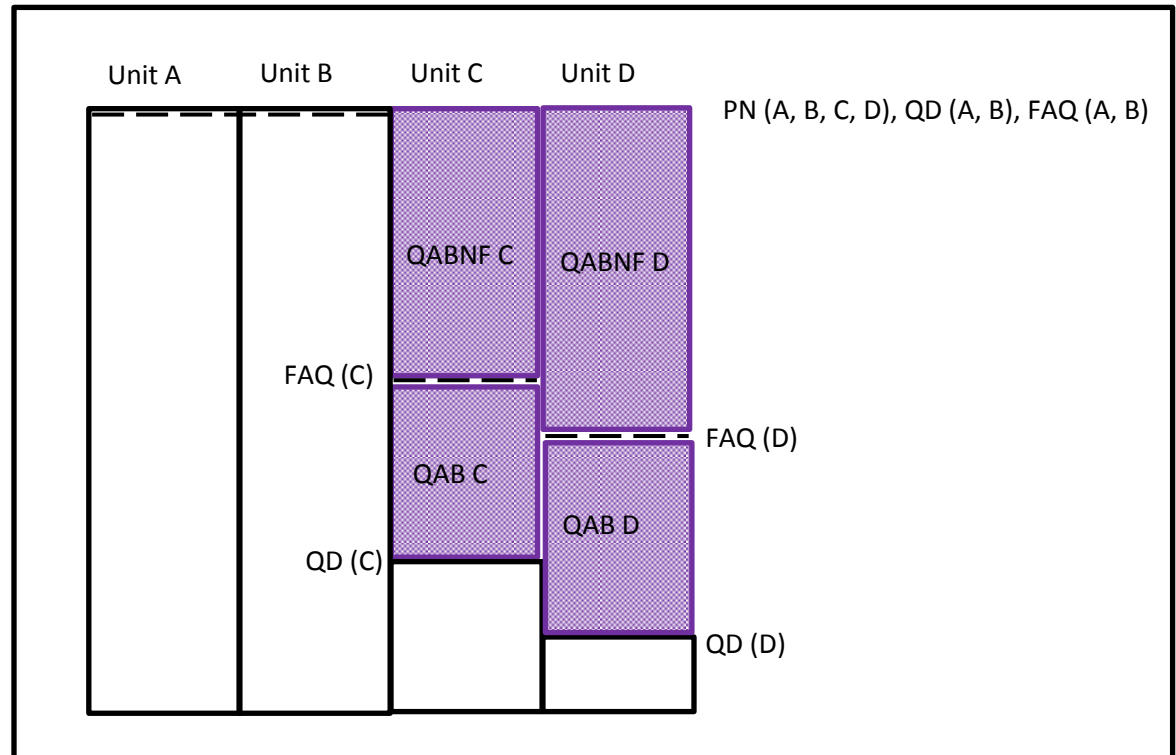 Unit A
Unit B
Unit C
Unit D
PN (A, B, C, D), QD (A, B), FAQ (A, B)
QABNF C
QABNF D
FAQ (C)
FAQ (D)
QAB C
QAB D
QD (C)
QD (D)